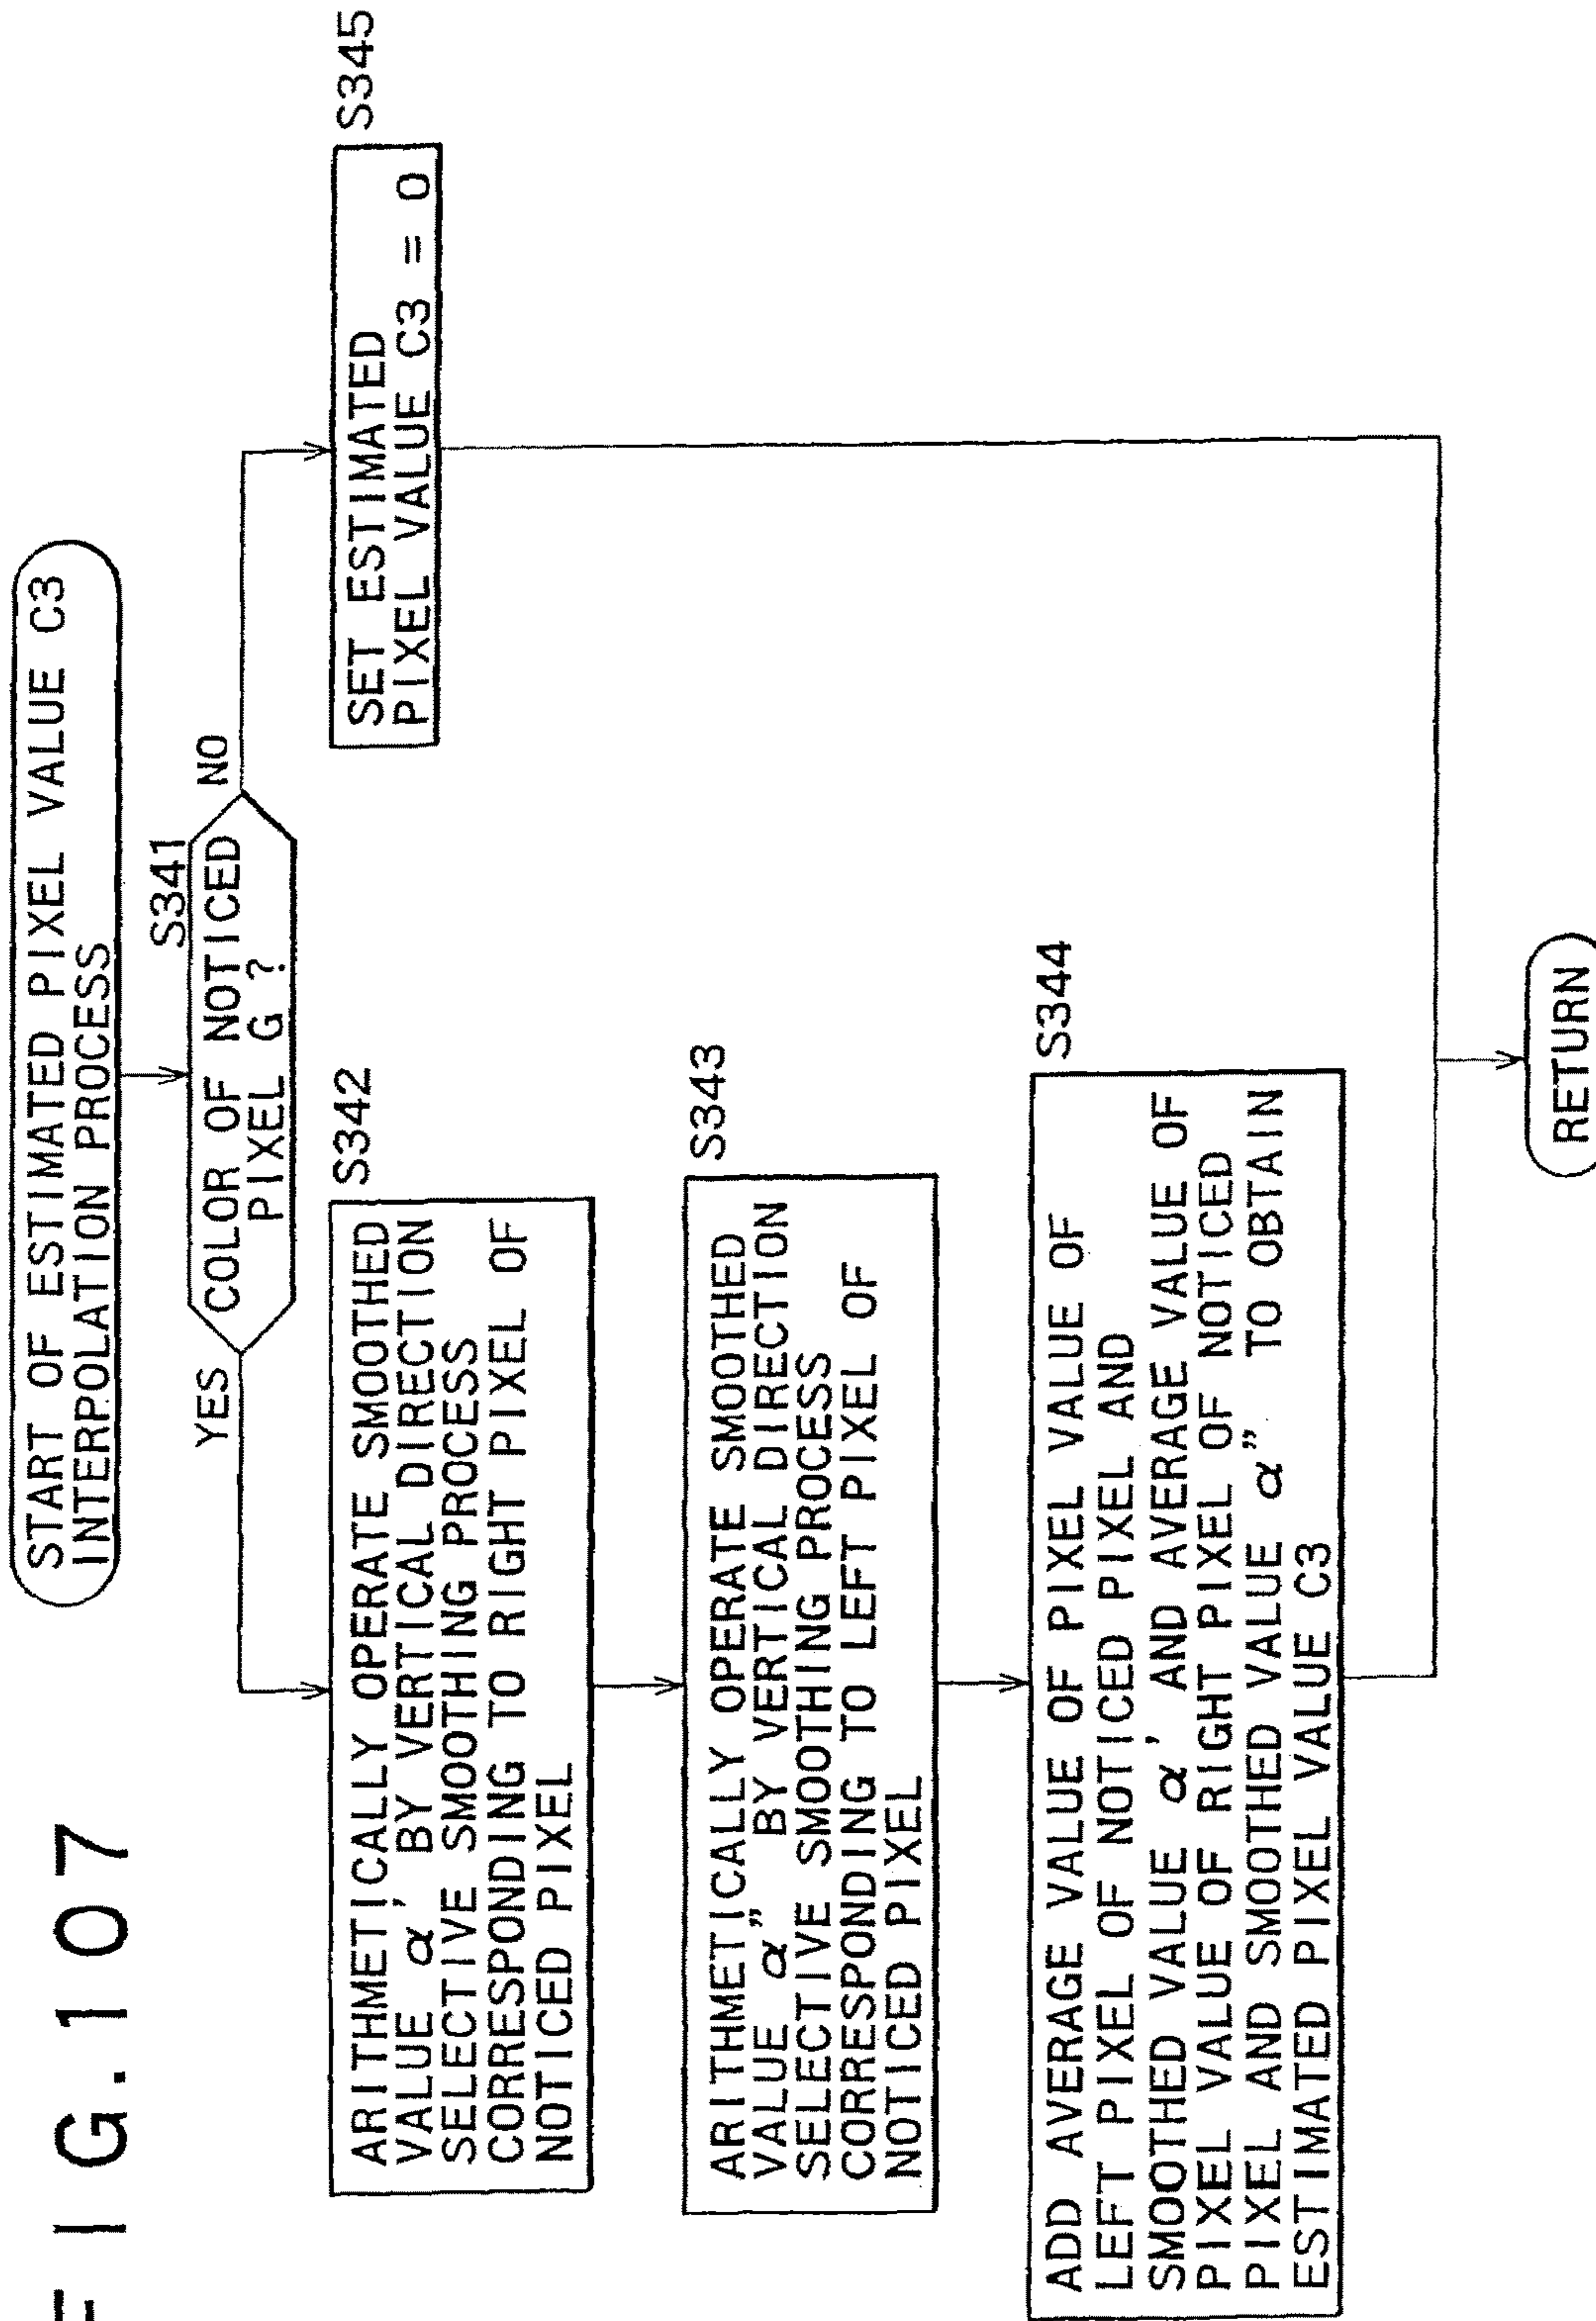 FIG.107
START OF ESTIMATED PIXEL VALUE C3
INTERPOLATION PROCESS
S341
COLOR OF NOTICED
PIXEL G ?
YES
NO
S342
ARITHMETICALLY OPERATE SMOOTHED
VALUE α' BY VERTICAL DIRECTION
SELECTIVE SMOOTHING PROCESS
CORRESPONDING TO RIGHT PIXEL OF
NOTICED PIXEL
S345
SET ESTIMATED
PIXEL VALUE C3 = 0
S343
ARITHMETICALLY OPERATE SMOOTHED
VALUE α" BY VERTICAL DIRECTION
SELECTIVE SMOOTHING PROCESS
CORRESPONDING TO LEFT PIXEL OF
NOTICED PIXEL
S344
ADD AVERAGE VALUE OF PIXEL VALUE OF
LEFT PIXEL OF NOTICED PIXEL AND
SMOOTHED VALUE α' AND AVERAGE VALUE OF
PIXEL VALUE OF RIGHT PIXEL OF NOTICED
PIXEL AND SMOOTHED VALUE α" TO OBTAIN
ESTIMATED PIXEL VALUE C3
RETURN